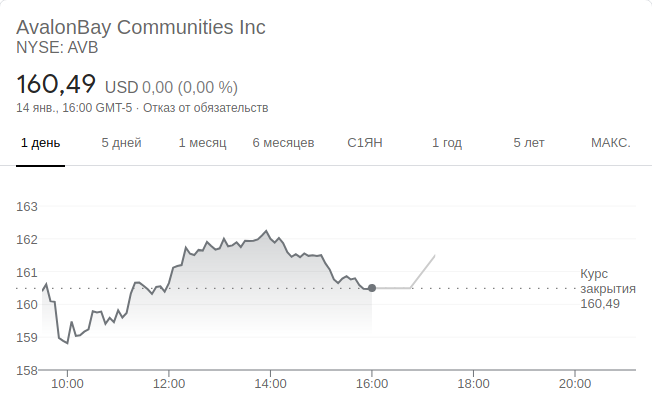 AvalonBay Communities Inc
NYSE: AVB
160,49 USD 0,00 (0,00 %)
14 янв., 16:00 GMT-5 · Отказ от обязательств
1 день 5 дней 1 месяц 6 месяцев С1ЯН 1 год 5 лет МАКС.
163
162
161
Курс
закрытия
160,49
160
159
158
10:00 12:00 14:00 16:00 18:00 20:00